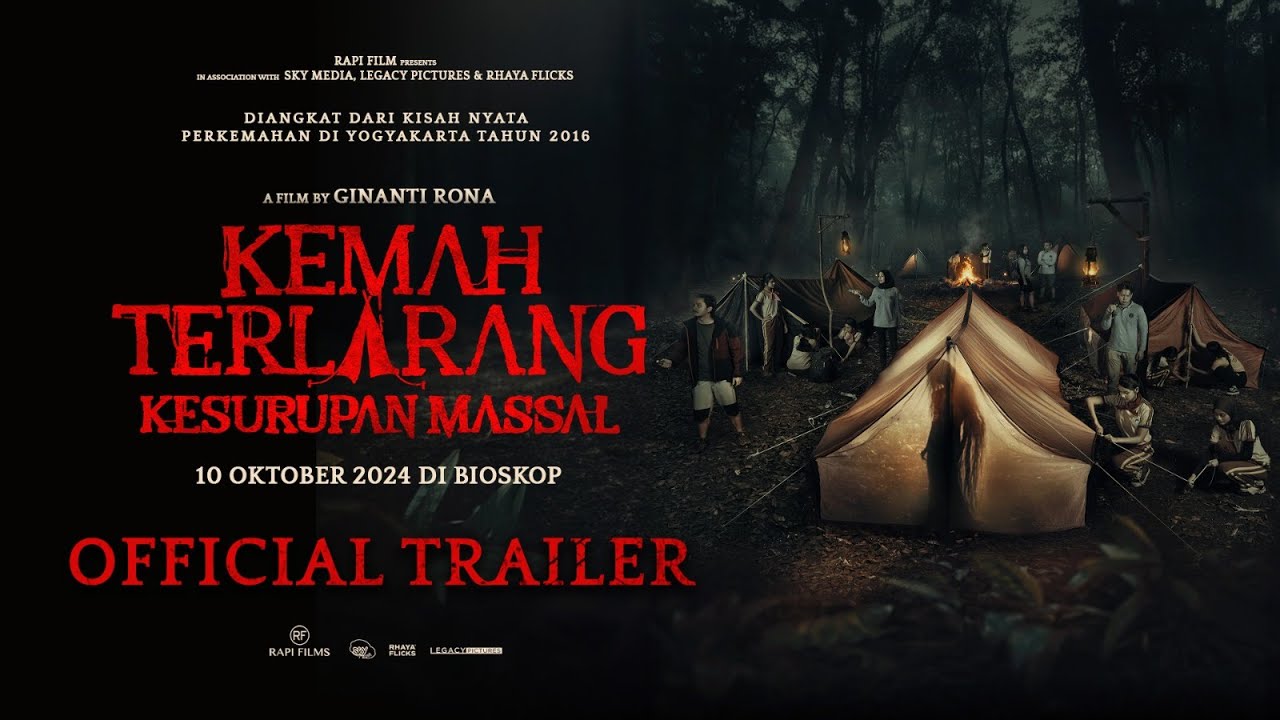 RAPI FILM PRESENTS
IN ASSOCIATION WITH SKY MEDIA, LEGACY PICTURES & RHAYA FLICKS
DIANGKAT DARI KISAH NYATA
PERKEMAHAN DI YOGYAKARTA TAHUN 2016
A FILM BY GINANTI RONA
KEMAH
TERLARANG
KESURUPAN MASSAL
10 OKTOBER 2024 DI BIOSKOP
OFFICIAL TRAILER
RF
RAPI FILMS
RHAYA FLICKS
LEGACY PICTURES